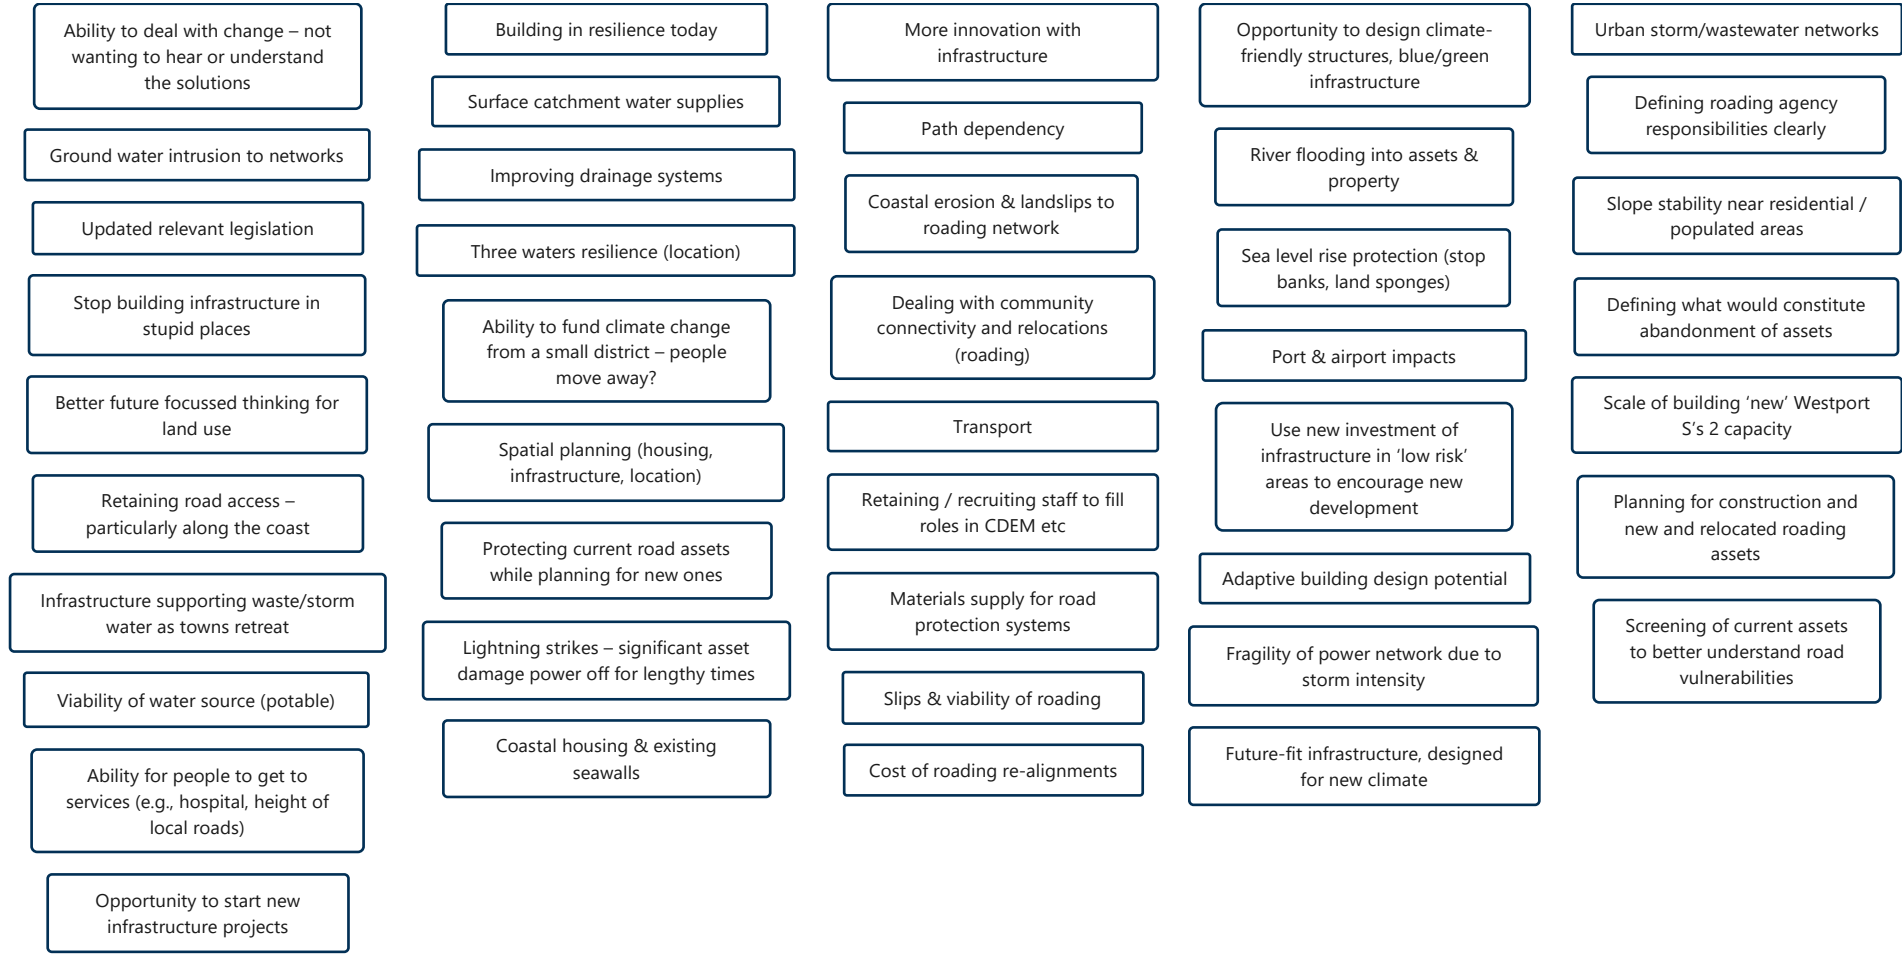 Ability to deal with change – not
wanting to hear or understand
the solutions
Ground water intrusion to networks
Updated relevant legislation
Stop building infrastructure in
stupid places
Better future focussed thinking for
land use
Retaining road access –
particularly along the coast
Infrastructure supporting waste/storm
water as towns retreat
Viability of water source (potable)
Ability for people to get to
services (e.g., hospital, height of
local roads)
Opportunity to start new
infrastructure projects
Building in resilience today
Surface catchment water supplies
Improving drainage systems
Three waters resilience (location)
Ability to fund climate change
from a small district – people
move away?
Spatial planning (housing,
infrastructure, location)
Protecting current road assets
while planning for new ones
Lightning strikes – significant asset
damage power off for lengthy times
Coastal housing & existing
seawalls
More innovation with
infrastructure
Path dependency
Coastal erosion & landslips to
roading network
Dealing with community
connectivity and relocations
(roading)
Transport
Retaining / recruiting staff to fill
roles in CDEM etc
Materials supply for road
protection systems
Slips & viability of roading
Cost of roading re-alignments
Opportunity to design climate-
friendly structures, blue/green
infrastructure
River flooding into assets &
property
Sea level rise protection (stop
banks, land sponges)
Port & airport impacts
Use new investment of
infrastructure in ‘low risk’
areas to encourage new
development
Adaptive building design potential
Fragility of power network due to
storm intensity
Future-fit infrastructure, designed
for new climate
Urban storm/wastewater networks
Defining roading agency
responsibilities clearly
Slope stability near residential /
populated areas
Defining what would constitute
abandonment of assets
Scale of building ‘new’ Westport
S’s 2 capacity
Planning for construction and
new and relocated roading
assets
Screening of current assets
to better understand road
vulnerabilities